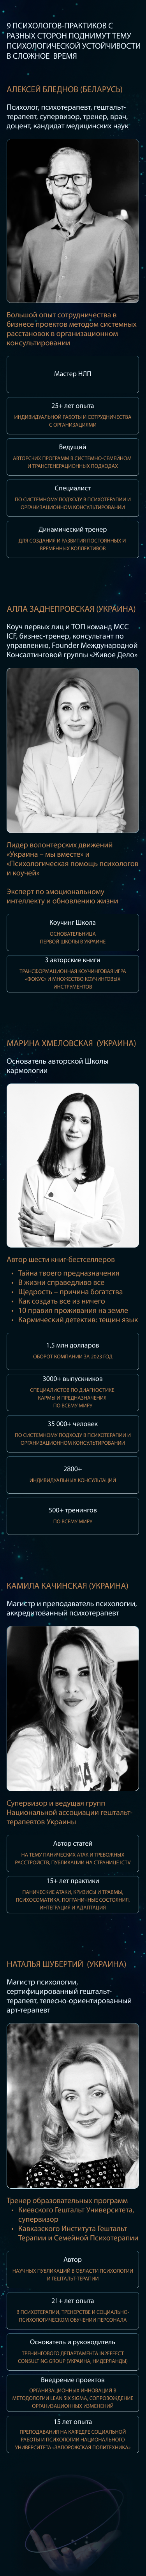 9 ПСИХОЛОГОВ-ПРАКТИКОВ С
РАЗНЫХ СТОРОН ПОДНИМУТ ТЕМУ
ПСИХОЛОГИЧЕСКОЙ УСТОЙЧИВОСТИ
В СЛОЖНОЕ ВРЕМЯ
АЛЕКСЕЙ БЛЕДНОВ (БЕЛАРУСЬ)
Психолог, психотерапевт, гештальт-
терапевт, супервизор, тренер, врач,
доцент, кандидат медицинских наук
Большой опыт сотрудничества в
бизнесе проектов методом системных
расстановок в организационном
консультировании
Мастер НЛП
25+ лет опыта
ИНДИВИДУАЛЬНОЙ РАБОТЫ И СОТРУДНИЧЕСТВА
С ОРГАНИЗАЦИЯМИ
Ведущий
АВТОРСКИХ ПРОГРАММ В СИСТЕМНО-СЕМЕЙНОМ
И ТРАНСГЕНЕРАЦИОННЫХ ПОДХОДАХ
Специалист
ПО СИСТЕМНОМУ ПОДХОДУ В ПСИХОТЕРАПИИ И
ОРГАНИЗАЦИОННОМ КОНСУЛЬТИРОВАНИИ
Динамический тренер
ДЛЯ СОЗДАНИЯ И РАЗВИТИЯ ПОСТОЯННЫХ И
ВРЕМЕННЫХ КОЛЛЕКТИВОВ
АЛЛА ЗАДНЕПРОВСКАЯ (УКРАИНА)
Коуч первых лиц и ТОП команд МСС
ICF, бизнес-тренер, консультант по
управлению, Founder Международной
Консалтинговой группы «Живое Дело»
Лидер волонтерских движений
«Украина – мы вместе» и
«Психологическая помощь психологов
и коучей»
Эксперт по эмоциональному
интеллекту и обновлению жизни
Коучинг Школа
ОСНОВАТЕЛЬНИЦА
ПЕРВОЙ ШКОЛЫ В УКРАИНЕ
3 авторские книги
ТРАНСФОРМАЦИОННАЯ КОУЧИНГОВАЯ ИГРА
«ФОКУС» И МНОЖЕСТВО КОУЧИНГОВЫХ
ИНСТРУМЕНТОВ
МАРИНА ХМЕЛОВСКАЯ (УКРАИНА)
Основатель авторской Школы
кармологии
Автор шести книг-бестселлеров
• Тайна твоего предназначения
• В жизни справедливо все
• Щедрость – причина богатства
• Как создать все из ничего
• 10 правил проживания на земле
• Кармический детектив: тещин язык
1,5 млн долларов
ОБОРОТ КОМПАНИИ ЗА 2023 ГОД
3000+ выпускников
СПЕЦИАЛИСТОВ ПО ДИАГНОСТИКЕ
КАРМЫ И ПРЕДНАЗНАЧЕНИЯ
ПО ВСЕМУ МИРУ
35 000+ человек
ПО СИСТЕМНОМУ ПОДХОДУ В ПСИХОТЕРАПИИ И
ОРГАНИЗАЦИОННОМ КОНСУЛЬТИРОВАНИИ
2800+
ИНДИВИДУАЛЬНЫХ КОНСУЛЬТАЦИЙ
500+ тренингов
ПО ВСЕМУ МИРУ
КАМИЛА КАЧИНСКАЯ (УКРАИНА)
Магистр и преподаватель психологии,
аккредитованный психотерапевт
Супервизор и ведущая групп
Национальной ассоциации гештальт-
терапевтов Украины
Автор статей
НА ТЕМУ ПАНИЧЕСКИХ АТАК И ТРЕВОЖНЫХ
РАССТРОЙСТВ, ПУБЛИКАЦИИ НА СТРАНИЦЕ ICTV
15+ лет практики
ПАНИЧЕСКИЕ АТАКИ, КРИЗИСЫ И ТРАВМЫ,
ПСИХОСОМАТИКА, ПОГРАНИЧНЫЕ СОСТОЯНИЯ,
ИНТЕГРАЦИЯ И АДАПТАЦИЯ
НАТАЛЬЯ ШУБЕРТИЙ (УКРАИНА)
Магистр психологии,
сертифицированный гештальт-
терапевт, телесно-ориентированный
арт-терапевт
Тренер образовательных программ
• Киевского Гештальт Университета,
супервизор
• Кавказского Института Гештальт
Терапии и Семейной Психотерапии
Автор
НАУЧНЫХ ПУБЛИКАЦИЙ В ОБЛАСТИ ПСИХОЛОГИИ
И ГЕШТАЛЬТ-ТЕРАПИИ
21+ лет опыта
В ПСИХОТЕРАПИИ, ТРЕНЕРСТВЕ И СОЦИАЛЬНО-
ПСИХОЛОГИЧЕСКОМ ОБУЧЕНИИ ПЕРСОНАЛА
Основатель и руководитель
ТРЕНИНГОВОГО ДЕПАРТАМЕНТА INJEFFECT
CONSULTING GROUP (УКРАИНА, НИДЕРЛАНДЫ)
Внедрение проектов
ОРГАНИЗАЦИОННЫХ ИННОВАЦИЙ В
МЕТОДОЛОГИИ LEAN SIX SIGMA, СОПРОВОЖДЕНИЕ
ОРГАНИЗАЦИОННЫХ ИЗМЕНЕНИЙ
15 лет опыта
ПРЕПОДАВАНИЯ НА КАФЕДРЕ СОЦИАЛЬНОЙ
РАБОТЫ И ПСИХОЛОГИИ НАЦИОНАЛЬНОГО
УНИВЕРСИТЕТА «ЗАПОРОЖСКАЯ ПОЛИТЕХНИКА»